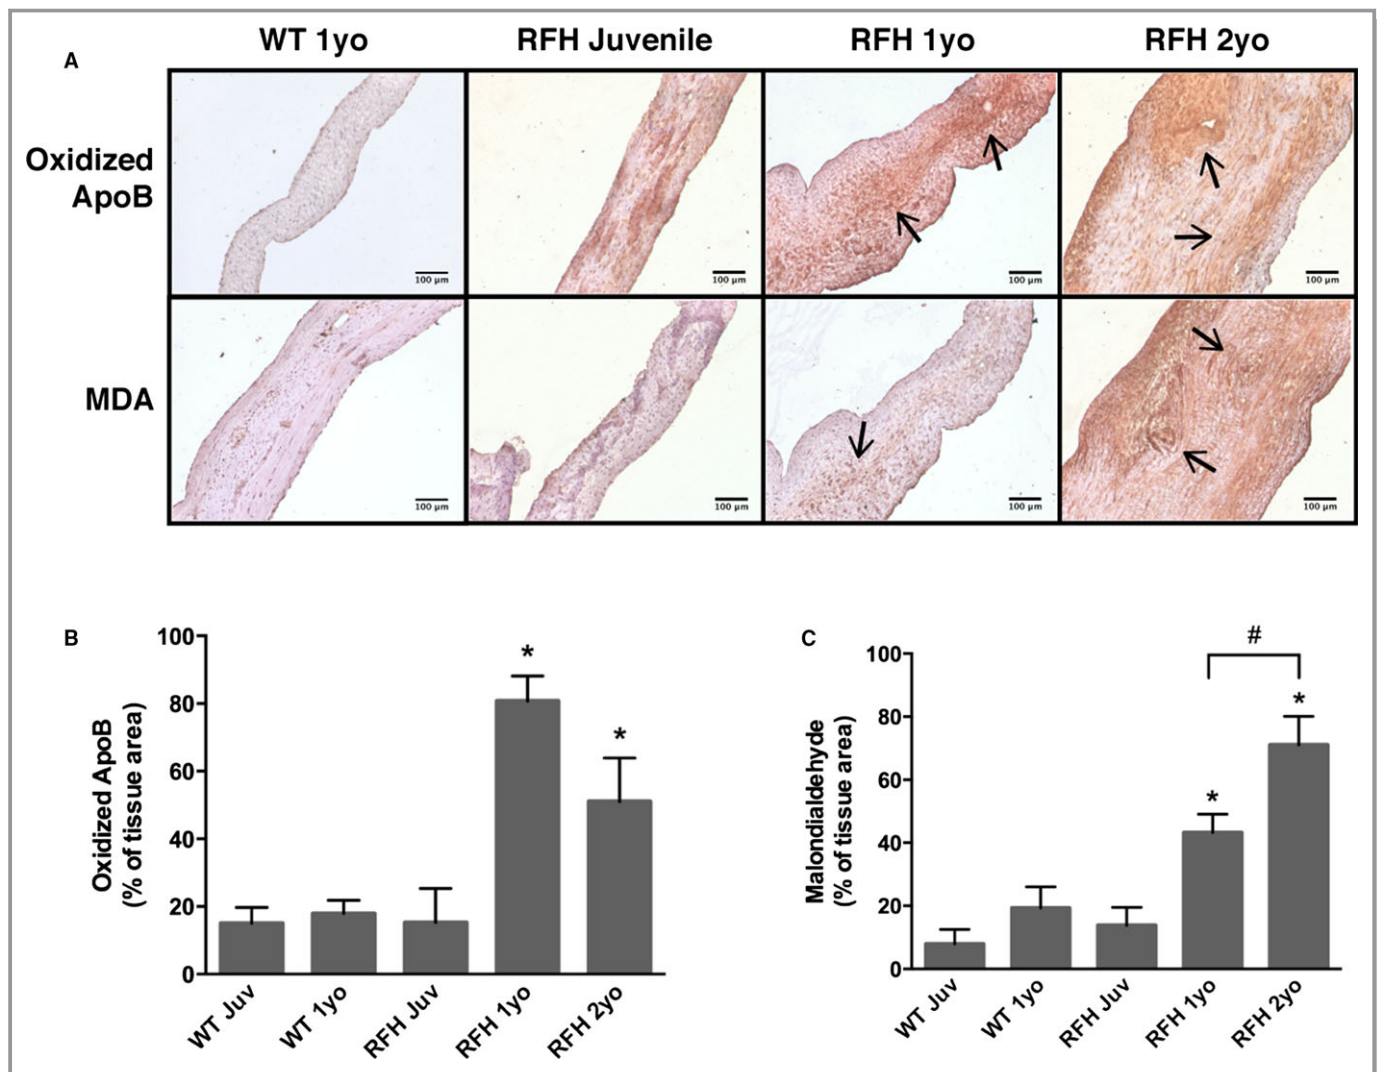 A
WT 1yo RFH Juvenile RFH 1yo RFH 2yo
Oxidized
ApoB
100 μm 100 μm 100 μm 100 μm
MDA
100 μm 100 μm 100 μm 100 μm
B
Oxidized ApoB
(% of tissue area)
100
80
60
40
20
0
*
*
WT Juv
WT 1yo
RFH Juv
RFH 1yo
RFH 2yo
C
Malondialdehyde
(% of tissue area)
100
80
60
40
20
0
#
*
*
WT Juv
WT 1yo
RFH Juv
RFH 1yo
RFH 2yo